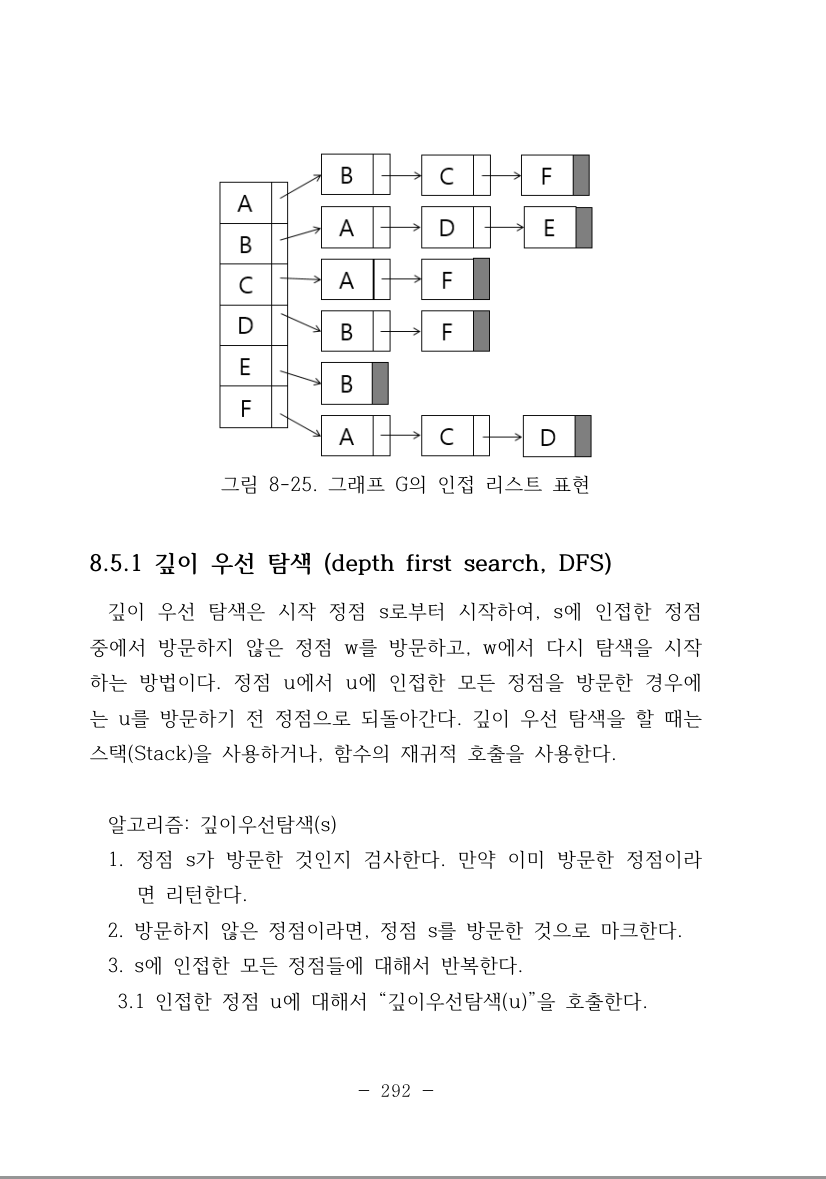 A
B
C
D
E
F
B C F
A D E
A F
B F
B
A C D
그림 8-25. 그래프 G의 인접 리스트 표현
8.5.1 깊이 우선 탐색 (depth first search, DFS)
깊이 우선 탐색은 시작 정점 s로부터 시작하여, s에 인접한 정점
중에서 방문하지 않은 정점 w를 방문하고, w에서 다시 탐색을 시작
하는 방법이다. 정점 u에서 u에 인접한 모든 정점을 방문한 경우에
는 u를 방문하기 전 정점으로 되돌아간다. 깊이 우선 탐색을 할 때는
스택(Stack)을 사용하거나, 함수의 재귀적 호출을 사용한다.
알고리즘: 깊이우선탐색(s)
1. 정점 s가 방문한 것인지 검사한다. 만약 이미 방문한 정점이라
면 리턴한다.
2. 방문하지 않은 정점이라면, 정점 s를 방문한 것으로 마크한다.
3. s에 인접한 모든 정점들에 대해서 반복한다.
3.1 인접한 정점 u에 대해서 “깊이우선탐색(u)”을 호출한다.
- 292 -